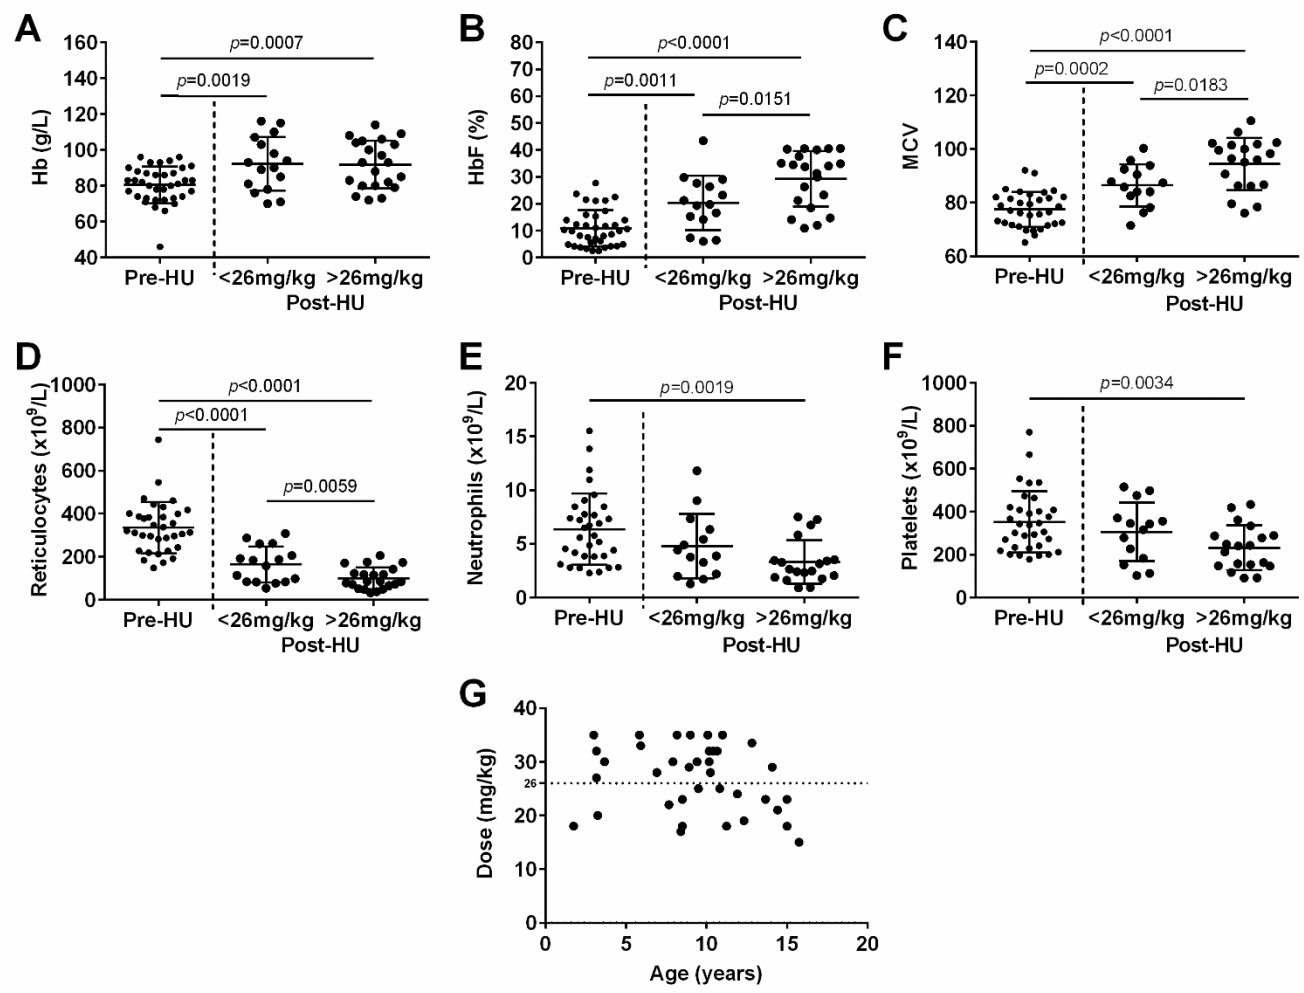 A
B
C
160
140
120
100
80
60
40
Hb (g/L)
p=0.0007
p=0.0019
Pre-HU <26mg/kg >26mg/kg
Post-HU
80
70
60
50
40
30
20
10
0
HbF (%)
p<0.0001
p=0.0011
p=0.0151
Pre-HU <26mg/kg >26mg/kg
Post-HU
140
120
100
80
60
MCV
p<0.0001
p=0.0002
p=0.0183
Pre-HU <26mg/kg >26mg/kg
Post-HU
D
E
F
1000
800
600
400
200
0
Reticulocytes (x10⁹/L)
p<0.0001
p<0.0001
p=0.0059
Pre-HU <26mg/kg >26mg/kg
Post-HU
20
15
10
5
0
Neutrophils (x10⁹/L)
p=0.0019
Pre-HU <26mg/kg >26mg/kg
Post-HU
1000
800
600
400
200
0
Platelets (x10⁹/L)
p=0.0034
Pre-HU <26mg/kg >26mg/kg
Post-HU
G
40
30
26
20
10
0
Dose (mg/kg)
0 5 10 15 20
Age (years)